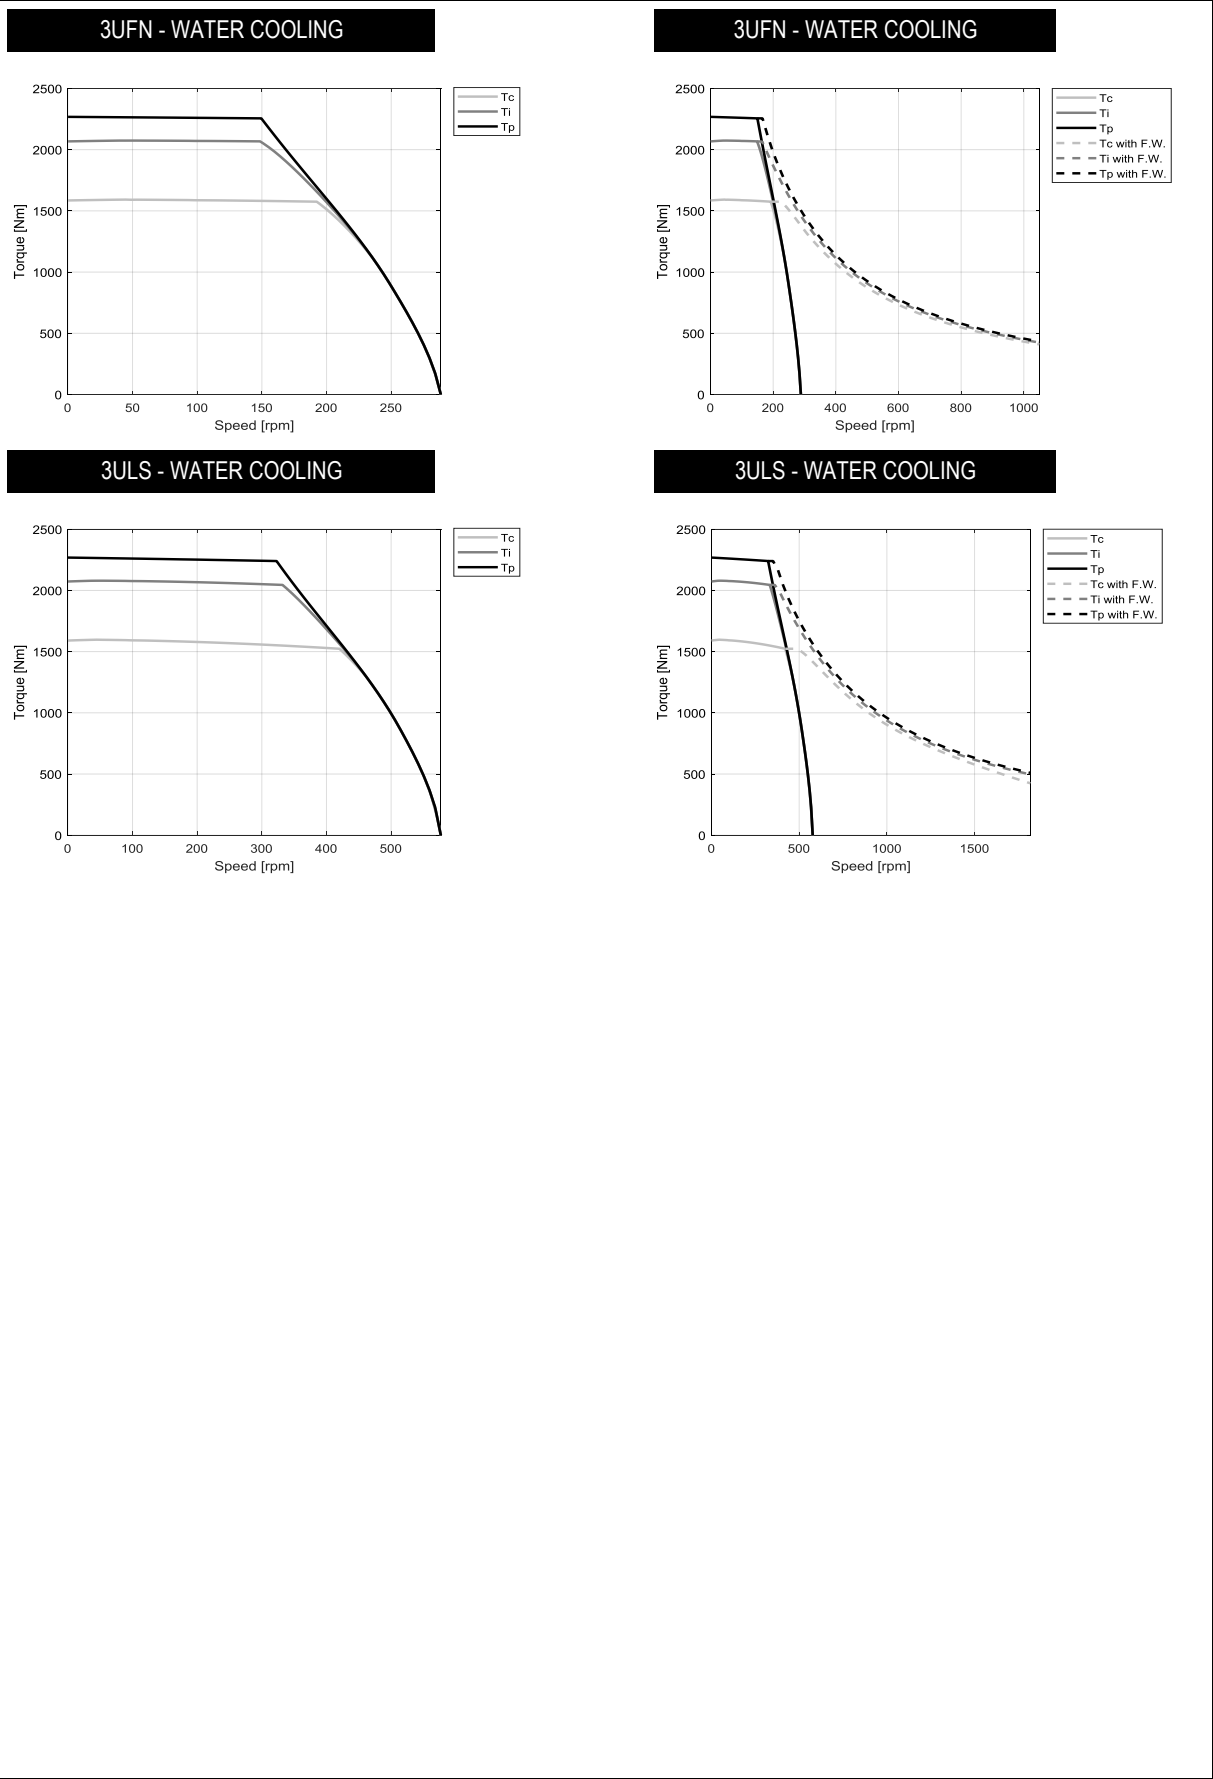 3UFN - WATER COOLING
2500
2000
1500
1000
500
0
0 50 100 150 200 250
Speed [rpm]
Torque [Nm]
Tc
Ti
Tp
3UFN - WATER COOLING
2500
2000
1500
1000
500
0
0 200 400 600 800 1000
Speed [rpm]
Torque [Nm]
Tc
Ti
Tp
Tc with F.W.
Ti with F.W.
Tp with F.W.
3ULS - WATER COOLING
2500
2000
1500
1000
500
0
0 100 200 300 400 500
Speed [rpm]
Torque [Nm]
Tc
Ti
Tp
3ULS - WATER COOLING
2500
2000
1500
1000
500
0
0 500 1000 1500
Speed [rpm]
Torque [Nm]
Tc
Ti
Tp
Tc with F.W.
Ti with F.W.
Tp with F.W.